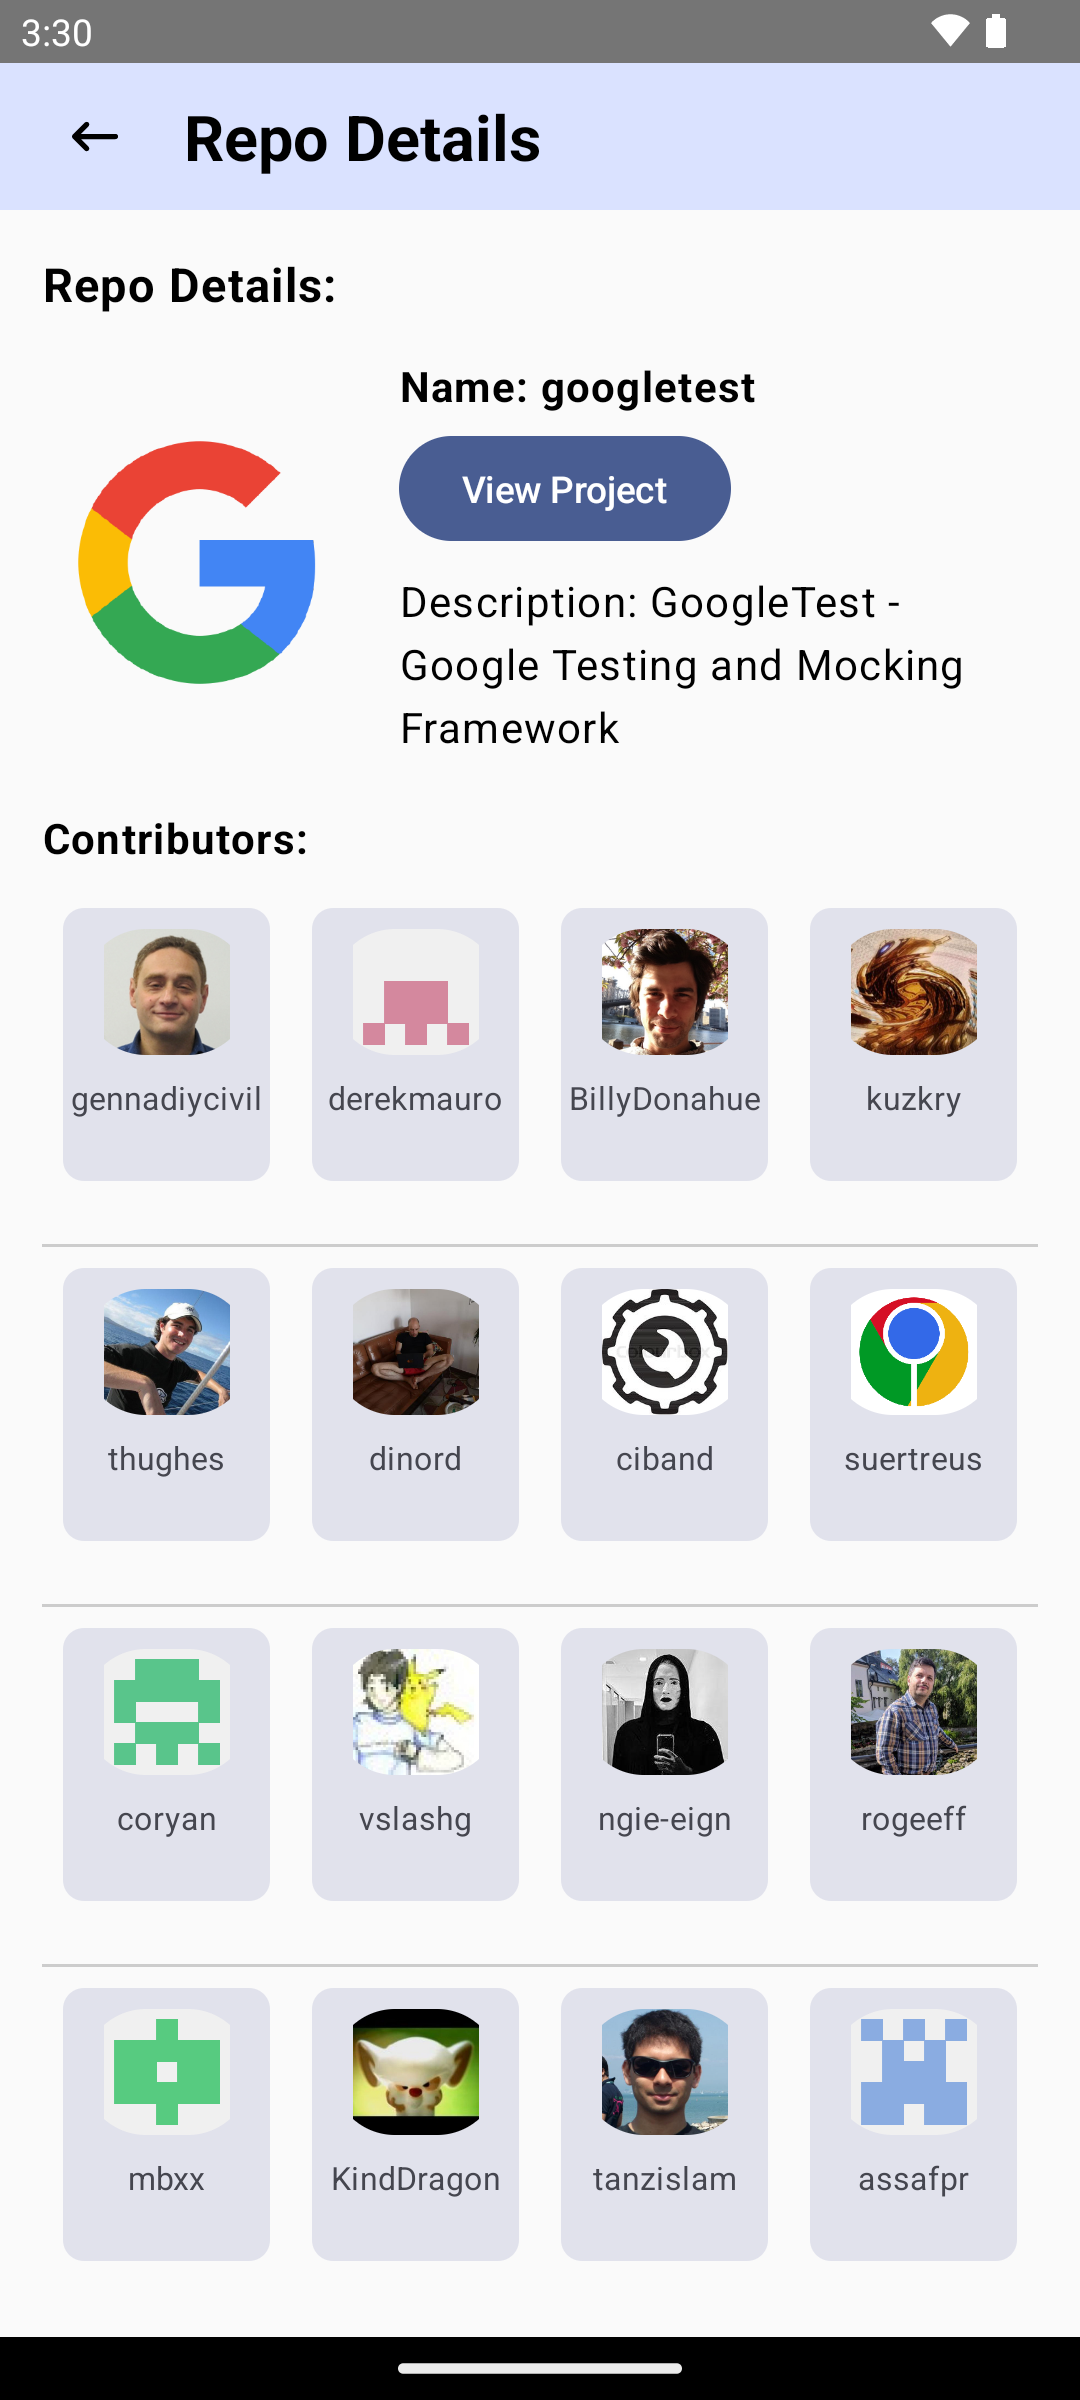 3:30
Repo Details
Repo Details:
Name: googletest
View Project
Description: GoogleTest -
Google Testing and Mocking
Framework
Contributors:
gennadiycivil
derekmauro
BillyDonahue
kuzkry
thughes
dinord
ciband
suertreus
coryan
vslashg
ngie-eign
rogeeff
mbxx
KindDragon
tanzislam
assafpr